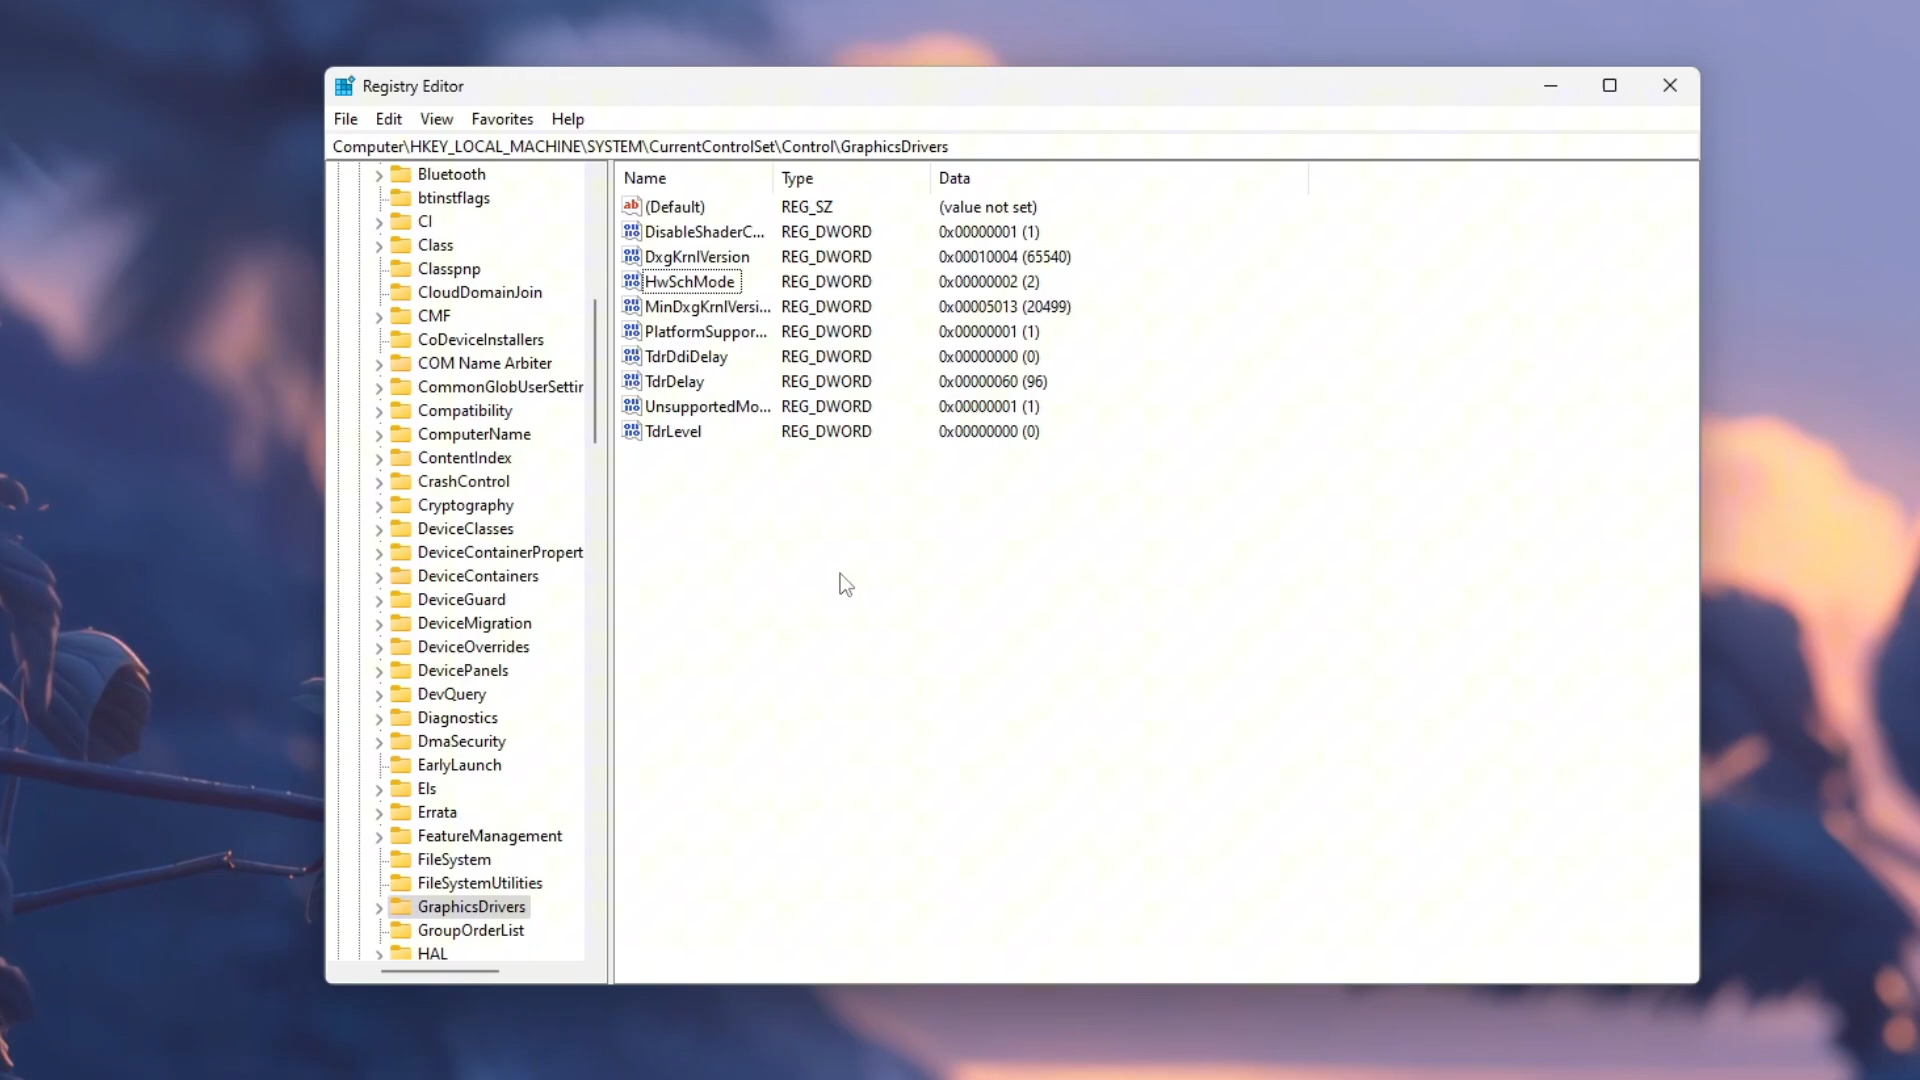 Registry Editor
File Edit View Favorites Help
Computer\HKEY_LOCAL_MACHINE\SYSTEM\CurrentControlSet\Control\GraphicsDrivers
Bluetooth
btinstflags
CI
Class
Classpnp
CloudDomainJoin
CMF
CoDeviceInstallers
COM Name Arbiter
CommonGlobUserSettin
Compatibility
ComputerName
ContentIndex
CrashControl
Cryptography
DeviceClasses
DeviceContainerPropert
DeviceContainers
DeviceGuard
DeviceMigration
DeviceOverrides
DevicePanels
DevQuery
Diagnostics
DmaSecurity
EarlyLaunch
Els
Errata
FeatureManagement
FileSystem
FileSystemUtilities
GraphicsDrivers
GroupOrderList
HAL
Name Type Data
(Default) REG_SZ (value not set)
DisableShaderC... REG_DWORD 0x00000001 (1)
DxgKrnlVersion REG_DWORD 0x00010004 (65540)
HwSchMode REG_DWORD 0x00000002 (2)
MinDxgKrnlVersi... REG_DWORD 0x00005013 (20499)
PlatformSuppor... REG_DWORD 0x00000001 (1)
TdrDdiDelay REG_DWORD 0x00000000 (0)
TdrDelay REG_DWORD 0x00000060 (96)
UnsupportedMo... REG_DWORD 0x00000001 (1)
TdrLevel REG_DWORD 0x00000000 (0)